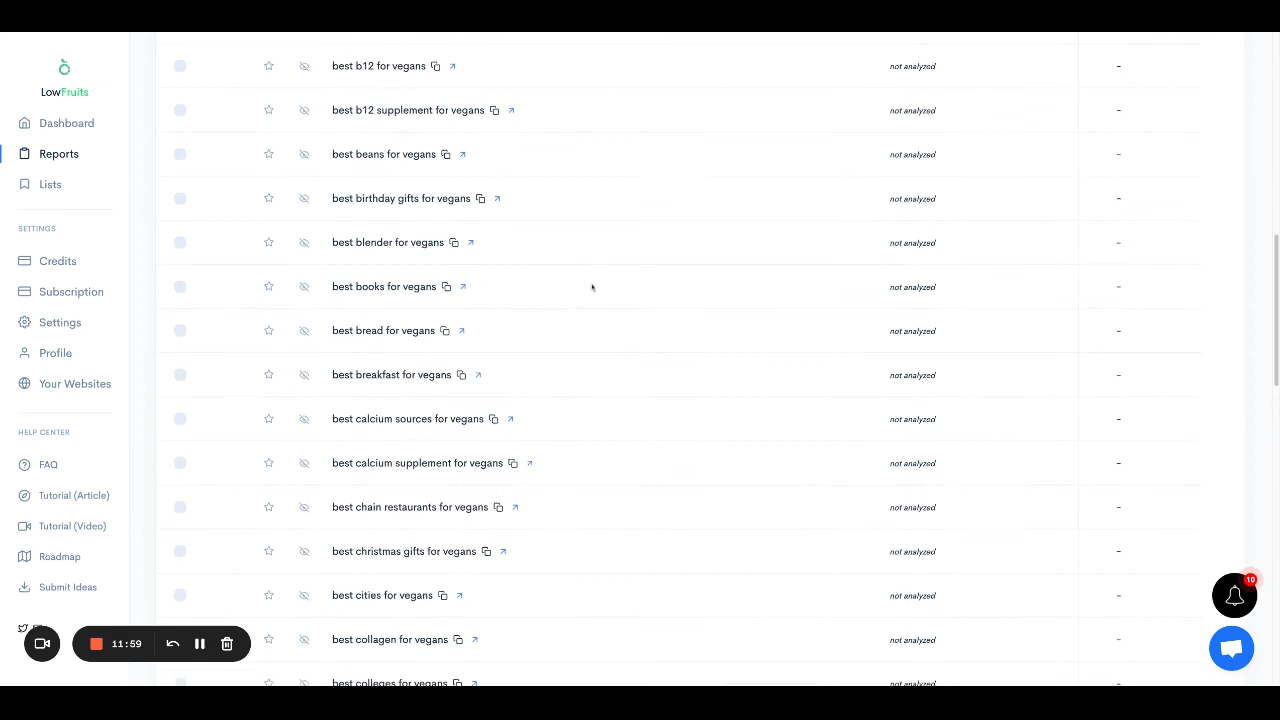 LowFruits
Dashboard
Reports
Lists
SETTINGS
Credits
Subscription
Settings
Profile
Your Websites
HELP CENTER
FAQ
Tutorial (Article)
Tutorial (Video)
Roadmap
Submit Ideas
11:59
best b12 for vegans not analyzed -
best b12 supplement for vegans not analyzed -
best beans for vegans not analyzed -
best birthday gifts for vegans not analyzed -
best blender for vegans not analyzed -
best books for vegans not analyzed -
best bread for vegans not analyzed -
best breakfast for vegans not analyzed -
best calcium sources for vegans not analyzed -
best calcium supplement for vegans not analyzed -
best chain restaurants for vegans not analyzed -
best christmas gifts for vegans not analyzed -
best cities for vegans not analyzed -
best collagen for vegans not analyzed -
best colleges for vegans not analyzed
10